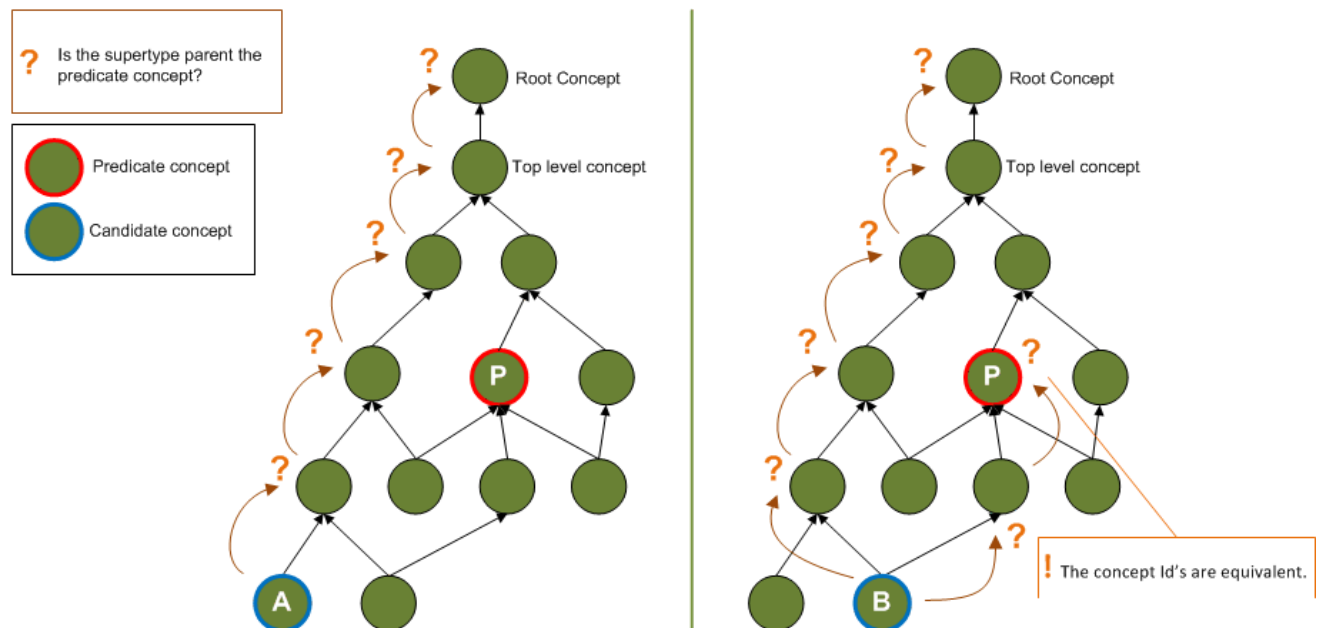 ? Is the supertype parent the
predicate concept?
Predicate concept
Candidate concept
? Root Concept
? Top level concept
?
? P
?
A
? Root Concept
? Top level concept
?
? P ?
?
?
! The concept Id's are equivalent.
B